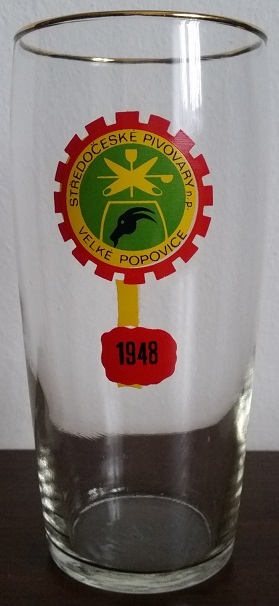 STŘEDOČESKÉ PIVOVARY n.p.
VELKÉ POPOVICE
1948